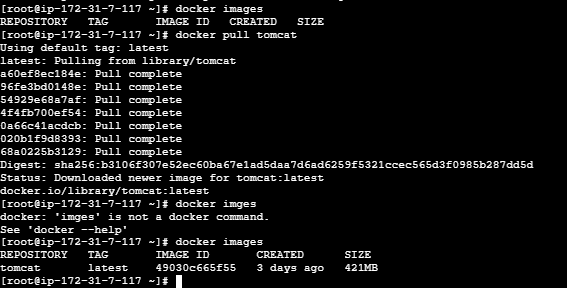 [root@ip-172-31-7-117 ~]# docker images
REPOSITORY   TAG       IMAGE ID   CREATED   SIZE
[root@ip-172-31-7-117 ~]# docker pull tomcat
Using default tag: latest
latest: Pulling from library/tomcat
a60ef8ec184e: Pull complete
96fe3bd0148e: Pull complete
54929e68a7af: Pull complete
4f4fb700ef54: Pull complete
0a66c41acdcb: Pull complete
020b1f9d8393: Pull complete
68a0225b3129: Pull complete
Digest: sha256:b3106f307e52ec60ba67e1ad5daa7d6ad6259f5321ccec565d3f0985b287dd5d
Status: Downloaded newer image for tomcat:latest
docker.io/library/tomcat:latest
[root@ip-172-31-7-117 ~]# docker imges
docker: 'imges' is not a docker command.
See 'docker --help'
[root@ip-172-31-7-117 ~]# docker images
REPOSITORY   TAG       IMAGE ID       CREATED      SIZE
tomcat       latest    49030c665f55   3 days ago   421MB
[root@ip-172-31-7-117 ~]#